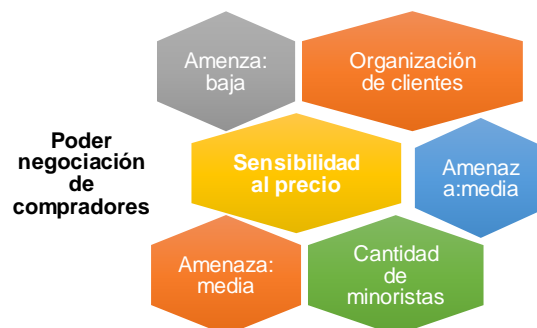 Amenza:
baja
Organización
de clientes
Poder
negociación
de
compradores
Sensibilidad
al precio
Amenaz
a:media
Amenaza:
media
Cantidad
de
minoristas